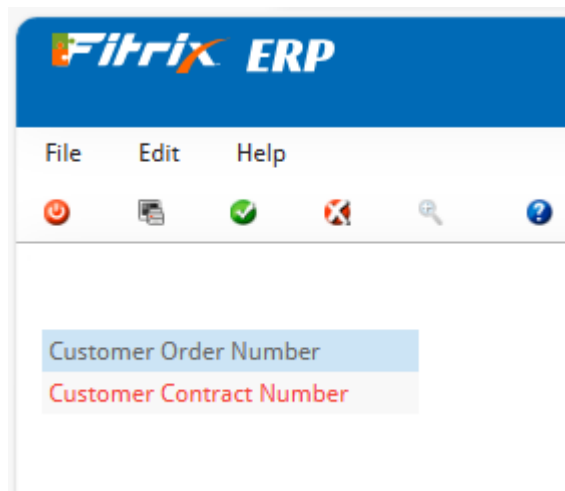 Fitrix ERP
File Edit Help
Customer Order Number
Customer Contract Number